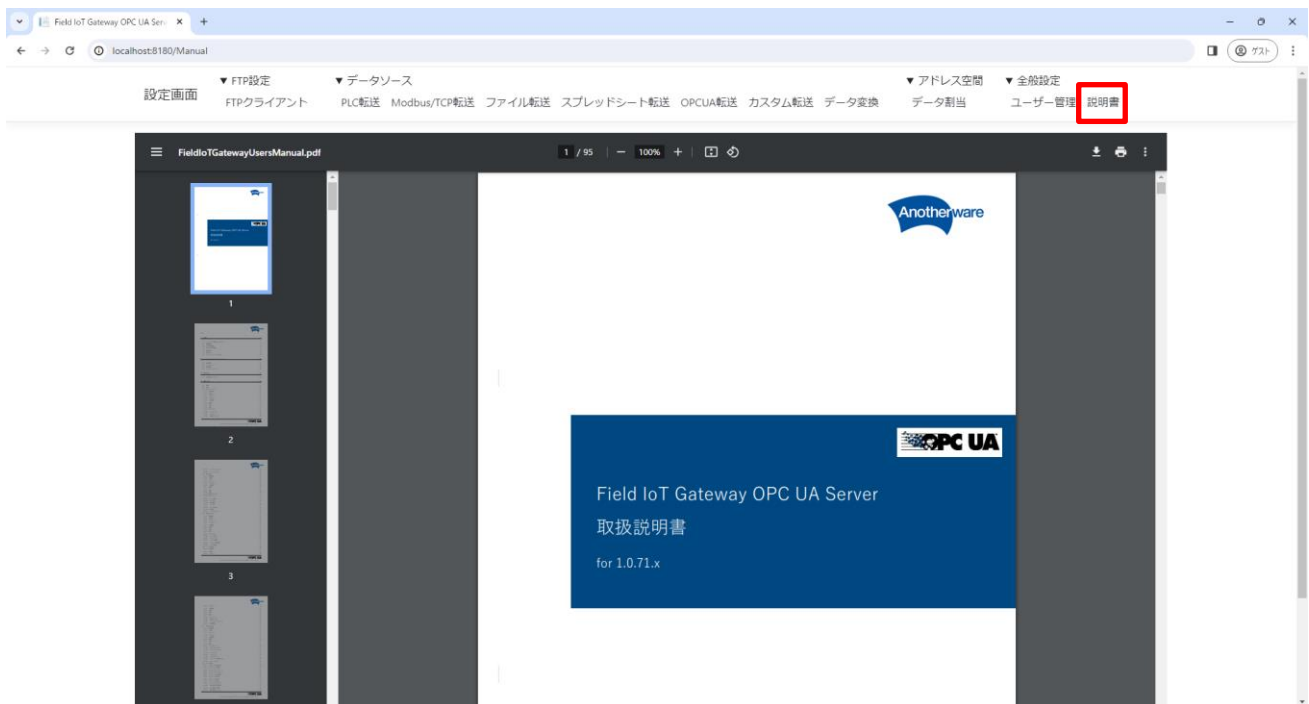 Field IoT Gateway OPC UA Serv
localhost:8180/Manual
ゲスト
設定画面
▼ FTP設定
▼ データソース
▼ アドレス空間
▼ 全般設定
FTPクライアント
PLC転送 Modbus/TCP転送 ファイル転送 スプレッドシート転送 OPCUA転送 カスタム転送 データ変換
データ割当
ユーザー管理 説明書
FieldIoTGatewayUsersManual.pdf
1 / 95
100%
1
2
3
Anotherware
OPC UA
Field IoT Gateway OPC UA Server
取扱説明書
for 1.0.71.x